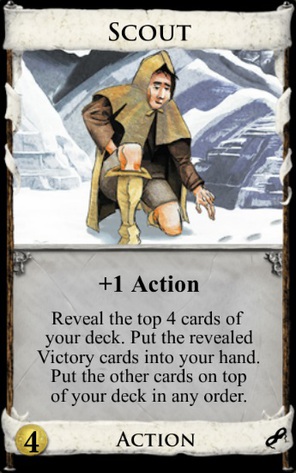 SCOUT
+1 Action
Reveal the top 4 cards of
your deck. Put the revealed
Victory cards into your hand.
Put the other cards on top
of your deck in any order.
4
ACTION